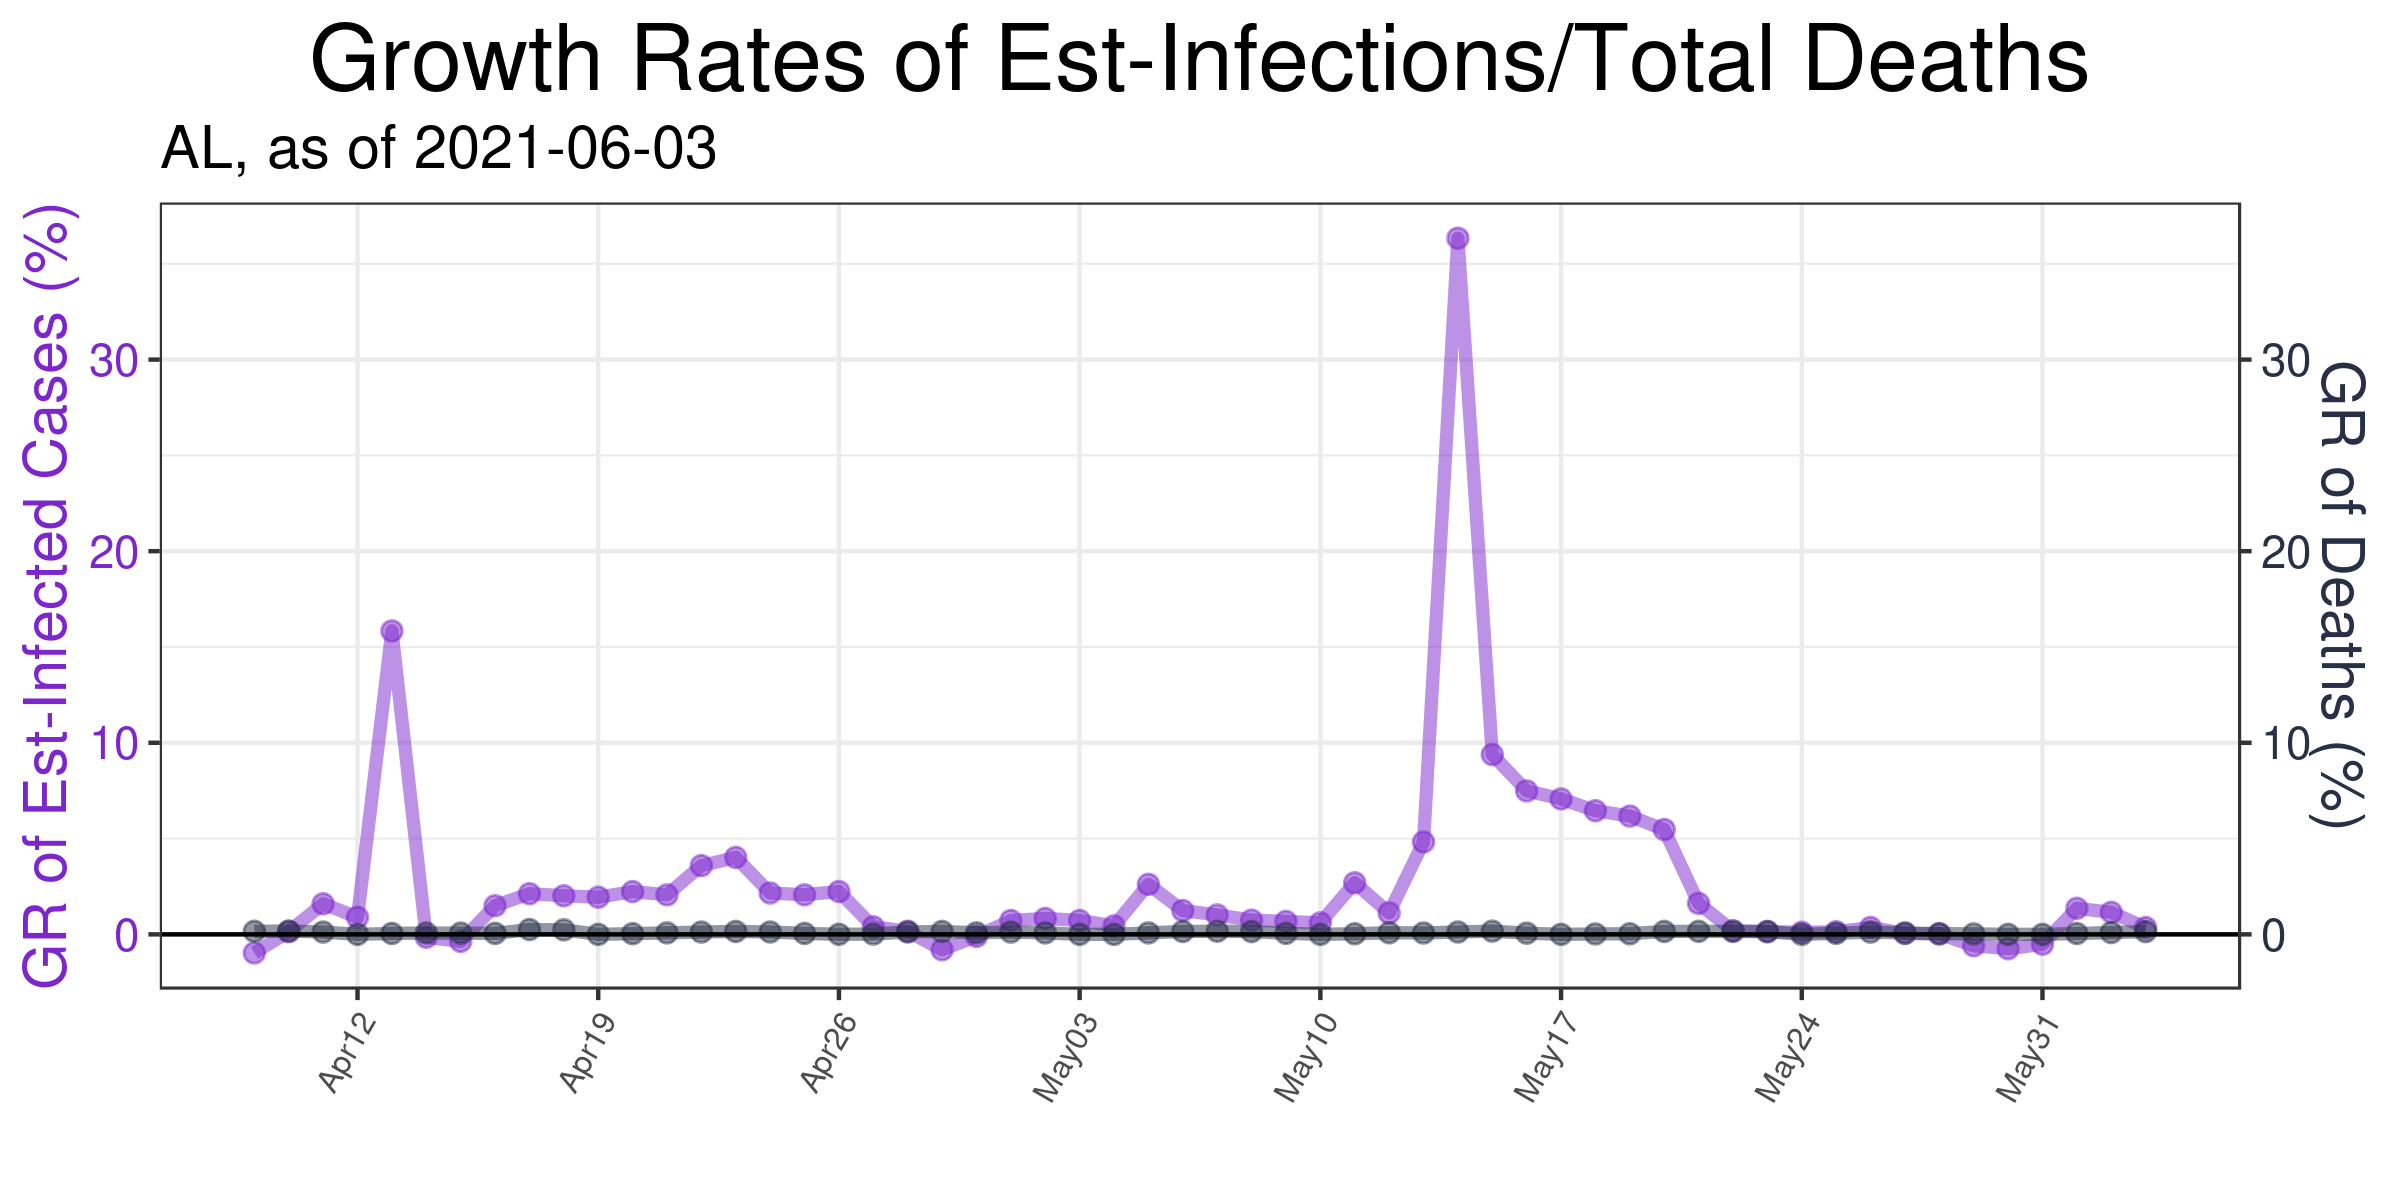 Growth Rates of Est-Infections/Total Deaths
AL, as of 2021-06-03
GR of Est-Infected Cases (%)
30
20
10
0
30
20
10
0
GR of Deaths (%)
Apr12
Apr19
Apr26
May03
May10
May17
May24
May31